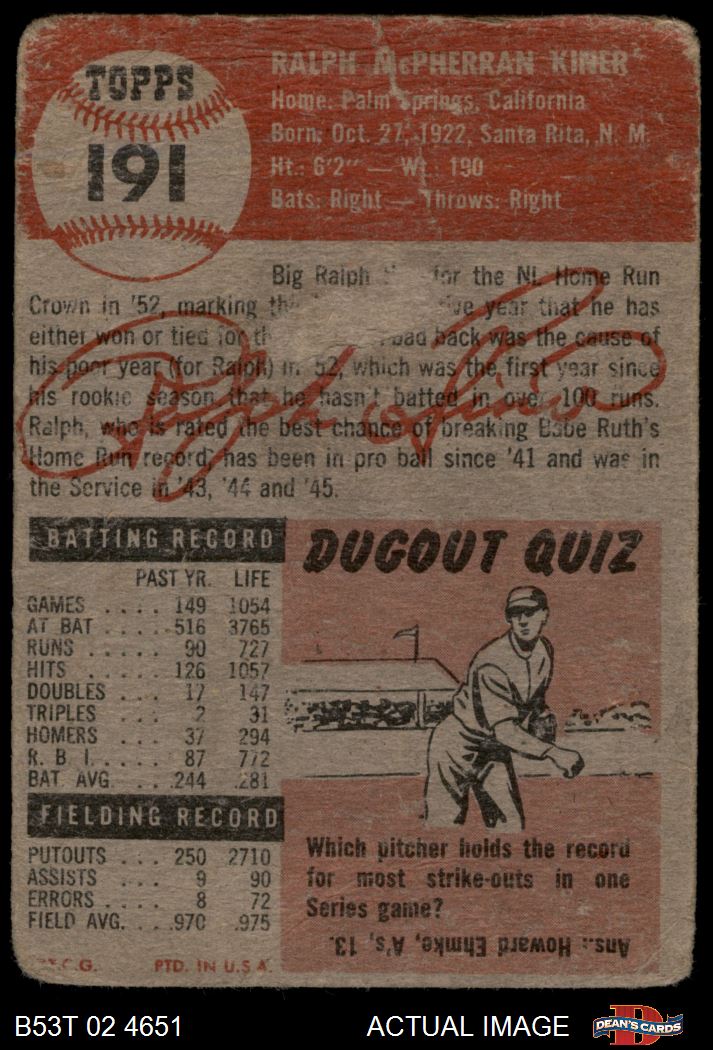 TOPPS
191
RALPH McPHERRAN KINER
Home: Palm Springs, California
Born: Oct. 27, 1922, Santa Rita, N. M.
Ht.: 6'2" — Wt.: 190
Bats: Right — Throws: Right
Big Ralph for the NL Home Run
Crown in '52, marking year that he has
either won or tied for bad back was the cause of
his poor year (for Ralph) in '52, which was the first year since
his rookie season that he hasn't batted in over 100 runs.
Ralph, who is rated the best chance of breaking Babe Ruth's
Home Run record, has been in pro ball since '41 and was in
the Service in '43, '44 and '45.
Ralph Kiner
BATTING RECORD
PAST YR. LIFE
GAMES .... 149 1054
AT BAT .... 516 3765
RUNS .... 90 727
HITS .... 126 1057
DOUBLES ... 17 147
TRIPLES ... 2 31
HOMERS ... 37 294
R. B. I. .... 87 772
BAT AVG. ... .244 .281
FIELDING RECORD
PUTOUTS ... 250 2710
ASSISTS ... 9 90
ERRORS ... 8 72
FIELD AVG. ... .970 .975
T.C.G. PTD. IN U.S.A.
DUGOUT QUIZ
Which pitcher holds the record
for most strike-outs in one
Series game?
Ans.: Howard Ehmke, A's, 13.
B53T 02 4651
ACTUAL IMAGE
DEAN'S CARDS